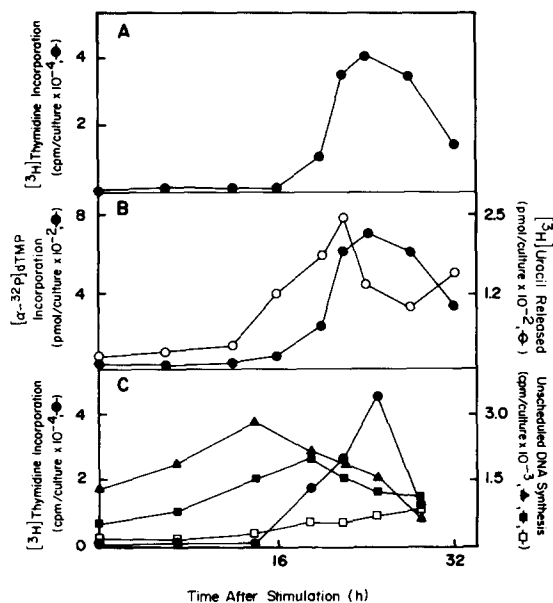 A
[³H]Thymidine Incorporation
(cpm/culture x 10⁻⁴, ●)
4
2
B
[α-³²P]dTMP
Incorporation
(pmol/culture x 10⁻², ●)
8
4
2.5
1.2
[³H]Uracil Released
(pmol/culture x 10⁻², ○)
C
[³H]Thymidine Incorporation
(cpm/culture x 10⁻⁴, ●)
4
2
0
3.0
1.5
Unscheduled DNA Synthesis
(cpm/culture x 10⁻³, ▲, ■, □)
16
32
Time After Stimulation (h)